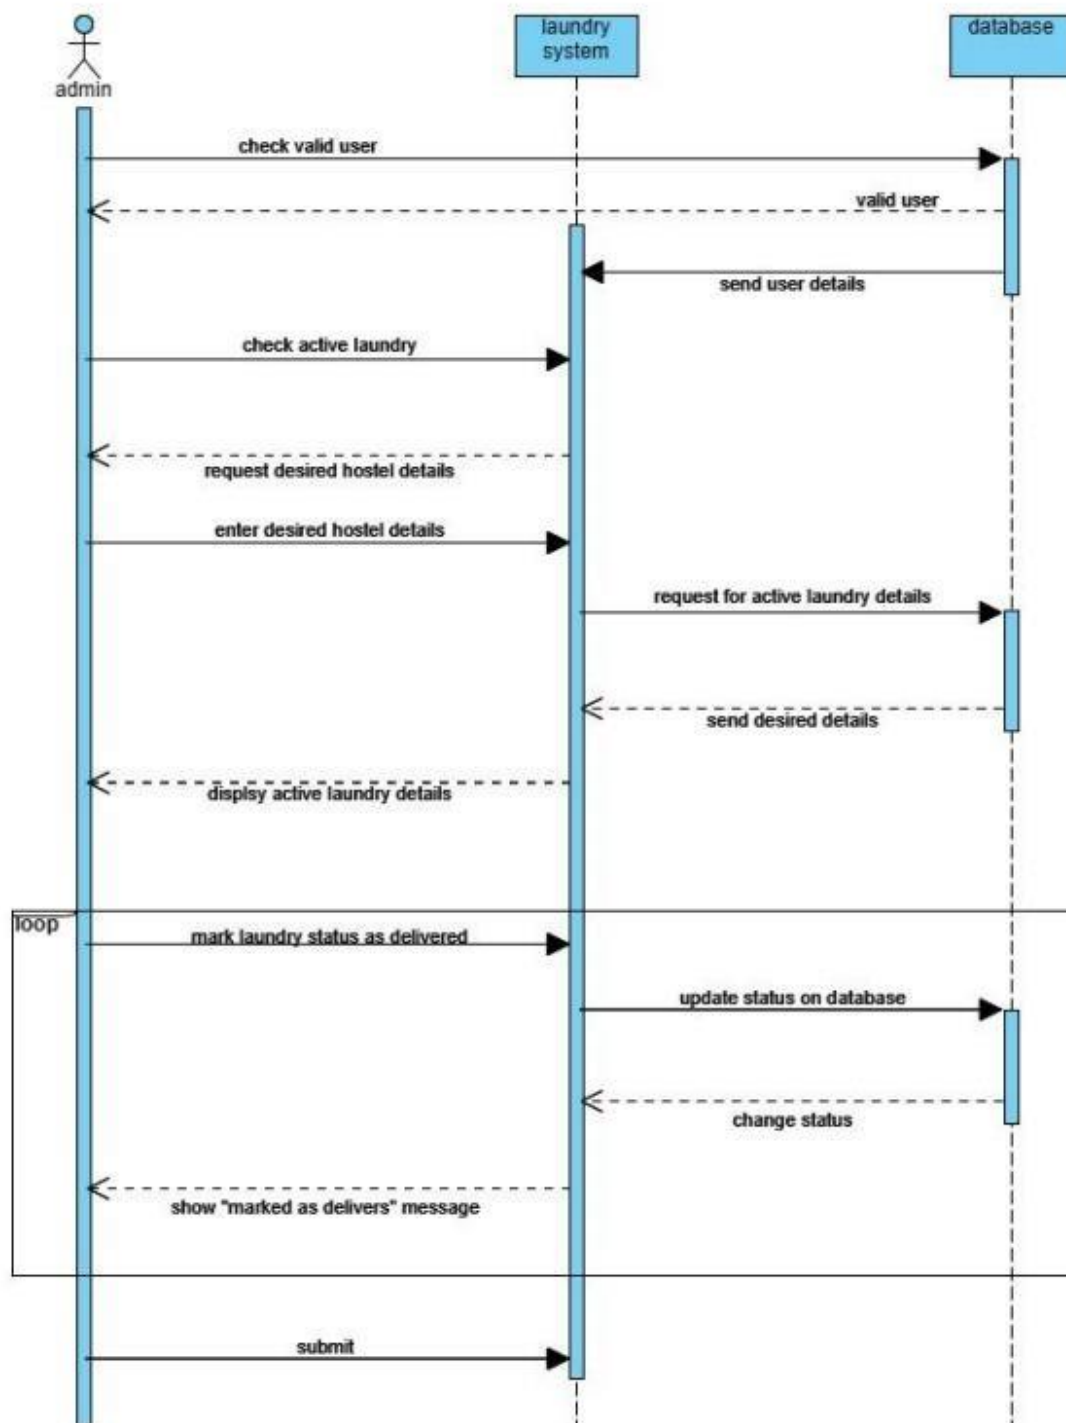 laundry
system
database
admin
check valid user
valid user
send user details
check active laundry
request desired hostel details
enter desired hostel details
request for active laundry details
send desired details
displsy active laundry details
loop
mark laundry status as delivered
update status on database
change status
show "marked as delivers" message
submit